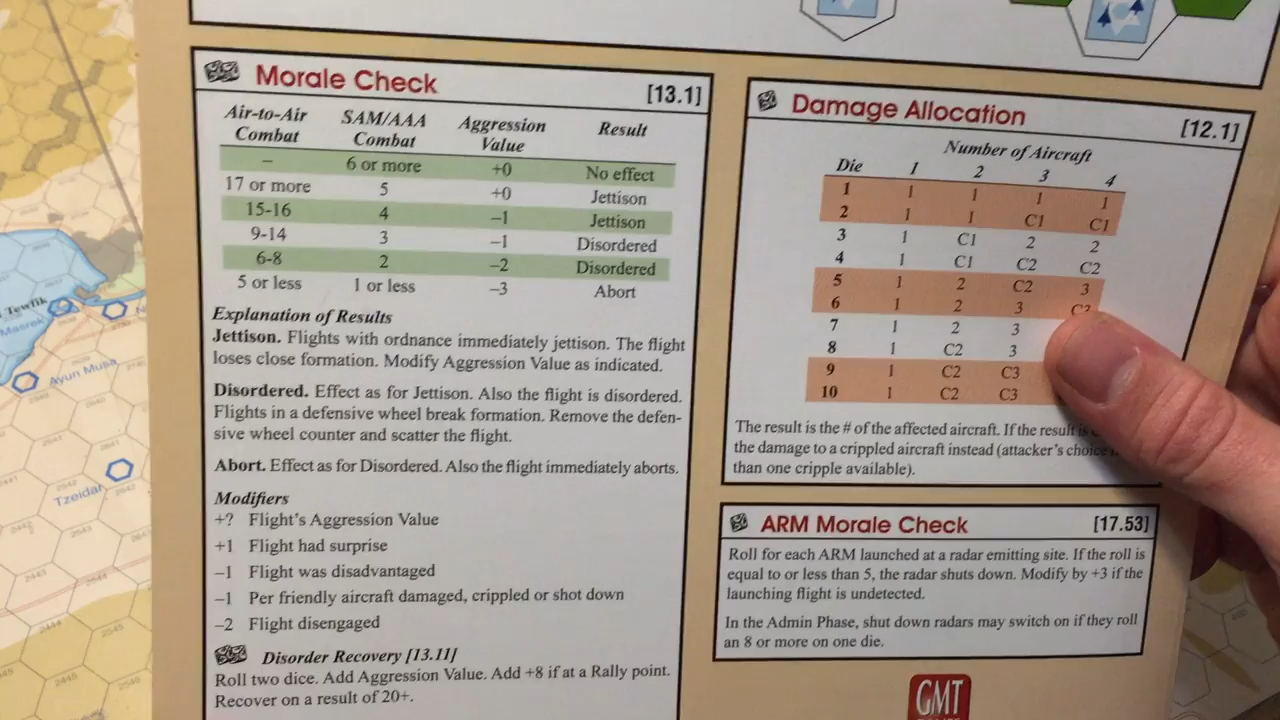 Morale Check [13.1]
Air-to-Air Combat SAM/AAA Combat Aggression Value Result
– 6 or more +0 No effect
17 or more 5 +0 Jettison
15-16 4 –1 Jettison
9-14 3 –1 Disordered
6-8 2 –2 Disordered
5 or less 1 or less –3 Abort
Explanation of Results
Jettison. Flights with ordnance immediately jettison. The flight
loses close formation. Modify Aggression Value as indicated.
Disordered. Effect as for Jettison. Also the flight is disordered.
Flights in a defensive wheel break formation. Remove the defen-
sive wheel counter and scatter the flight.
Abort. Effect as for Disordered. Also the flight immediately aborts.
Modifiers
+? Flight's Aggression Value
+1 Flight had surprise
–1 Flight was disadvantaged
–1 Per friendly aircraft damaged, crippled or shot down
–2 Flight disengaged
Disorder Recovery [13.11]
Roll two dice. Add Aggression Value. Add +8 if at a Rally point.
Recover on a result of 20+.
Damage Allocation [12.1]
Number of Aircraft
Die 1 2 3 4
1 1 1 1 1
2 1 1 C1 C1
3 1 C1 2 2
4 1 C1 C2 C2
5 1 2 C2 3
6 1 2 3
7 1 2 3
8 1 C2 3
9 1 C2 C3
10 1 C2 C3
The result is the # of the affected aircraft. If the result is
the damage to a crippled aircraft instead (attacker's choice
than one cripple available).
ARM Morale Check [17.53]
Roll for each ARM launched at a radar emitting site. If the roll is
equal to or less than 5, the radar shuts down. Modify by +3 if the
launching flight is undetected.
In the Admin Phase, shut down radars may switch on if they roll
an 8 or more on one die.
GMT
Tewfik
Masrek
Ayun Musa
Tzeidar